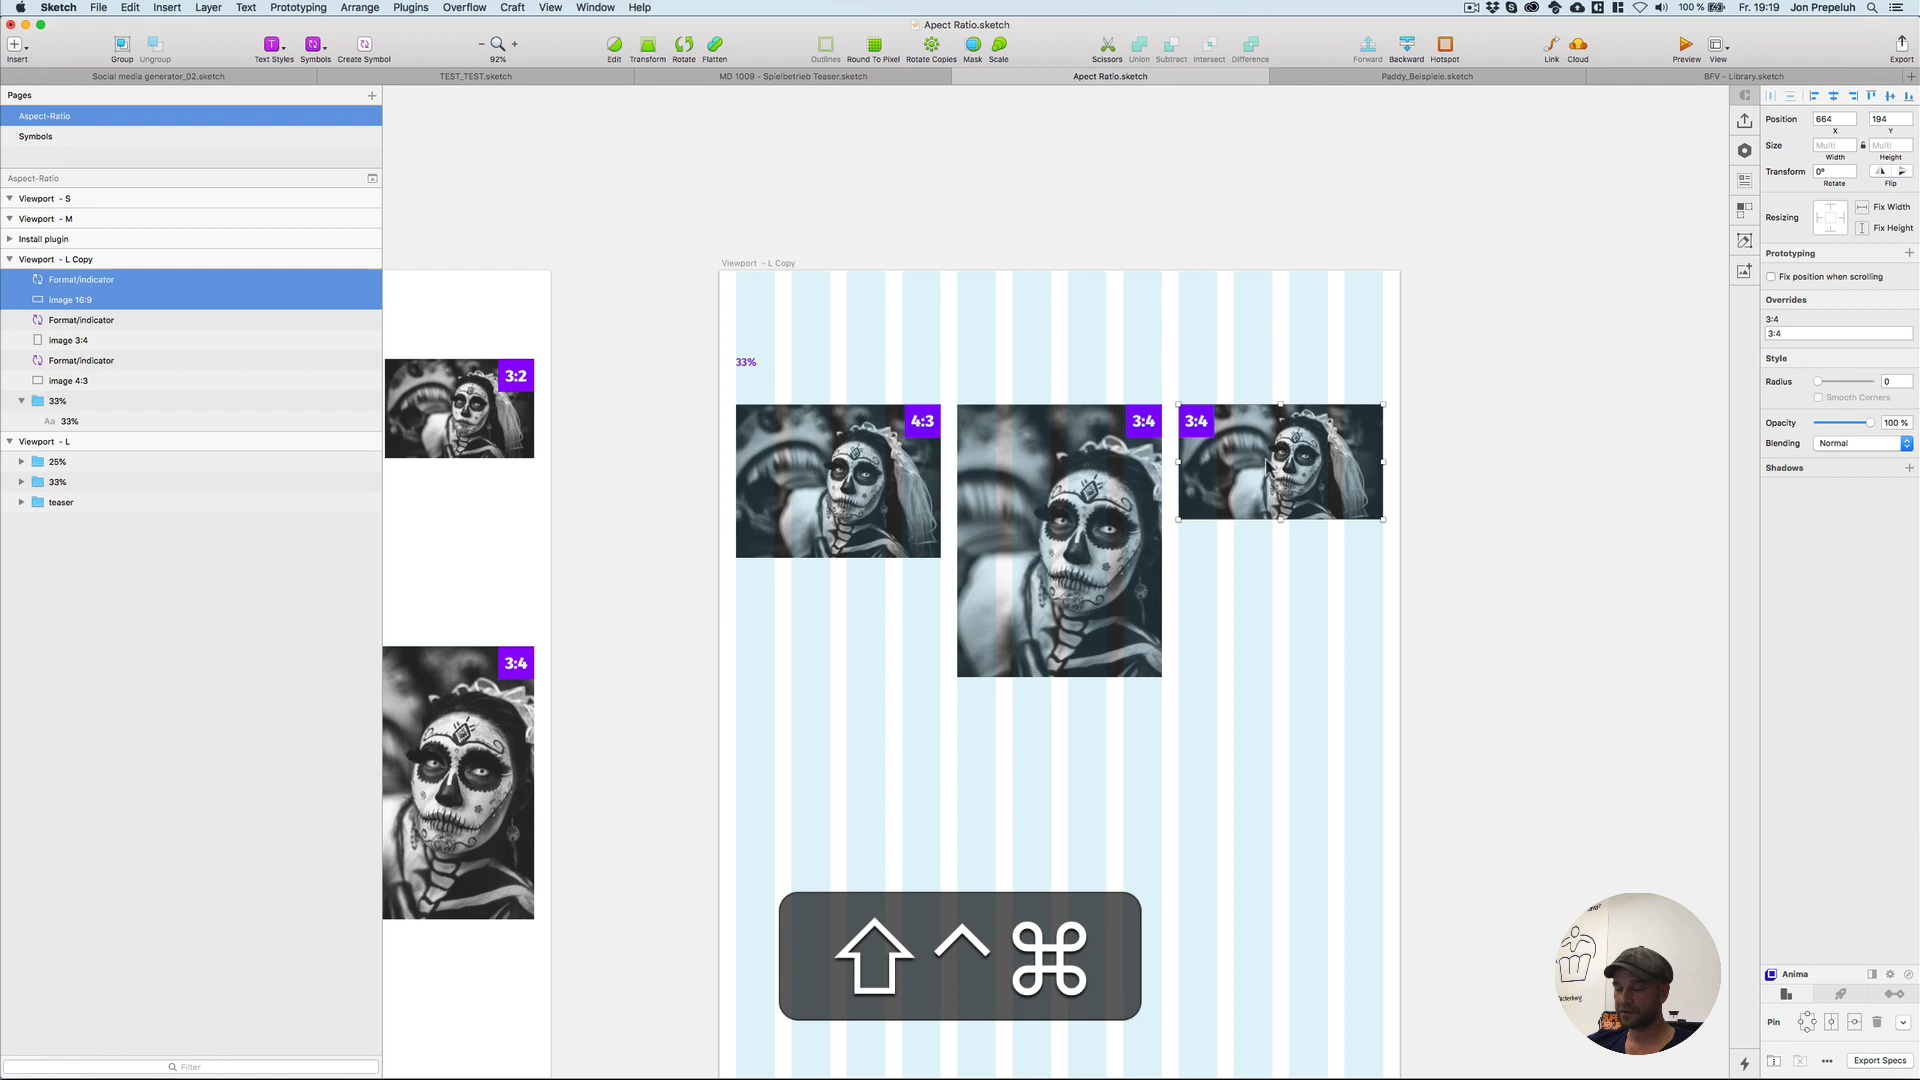 Sketch File Edit Insert Layer Text Prototyping Arrange Plugins Overflow Craft View Window Help
100 % Fr. 19:19 Jon Prepeluh
Apect Ratio.sketch
Insert Group Ungroup Text Styles Symbols Create Symbol 92% Edit Transform Rotate Flatten Outlines Round To Pixel Rotate Copies Mask Scale Scissors Union Subtract Intersect Difference Forward Backward Hotspot Link Cloud Preview View Export
Social media generator_02.sketch TEST_TEST.sketch MD 1009 - Spielbetrieb Teaser.sketch Apect Ratio.sketch Paddy_Beispiele.sketch BFV - Library.sketch
Pages
Aspect-Ratio
Symbols
Aspect-Ratio
Viewport - S
Viewport - M
Install plugin
Viewport - L Copy
Format/indicator
image 16:9
Format/indicator
image 3:4
Format/indicator
image 4:3
33%
Aa 33%
Viewport - L
25%
33%
teaser
Filter
3:2
3:4
Viewport - L Copy
33%
4:3
3:4
3:4
⇧ ^ ⌘
Position 664 194
X Y
Size Multi Multi
Width Height
Transform 0º
Rotate Flip
Resizing Fix Width
Fix Height
Prototyping
Fix position when scrolling
Overrides
3:4
3:4
Style
Radius 0
Smooth Corners
Opacity 100 %
Blending Normal
Shadows
Anima
Pin
Export Specs